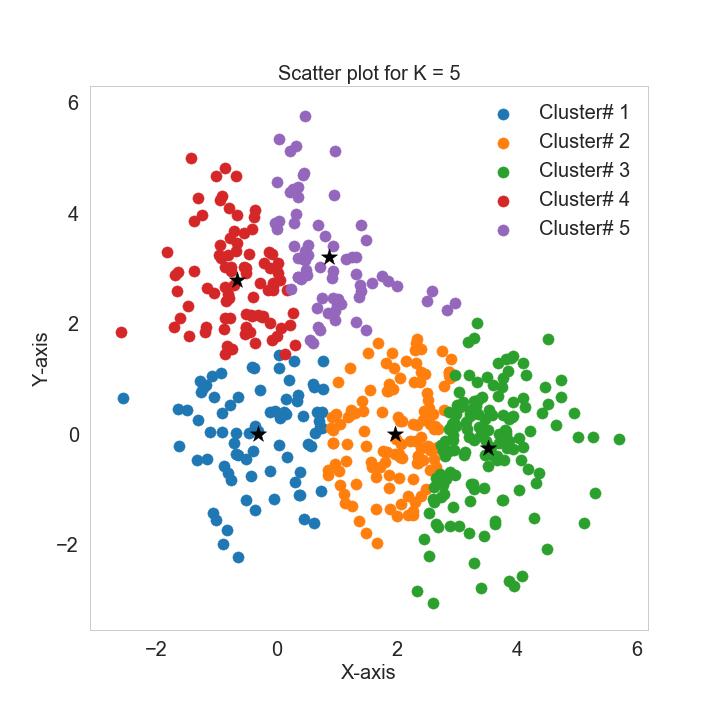 Scatter plot for K = 5
Cluster# 1
Cluster# 2
Cluster# 3
Cluster# 4
Cluster# 5
6
4
2
0
−2
Y-axis
−2 0 2 4 6
X-axis